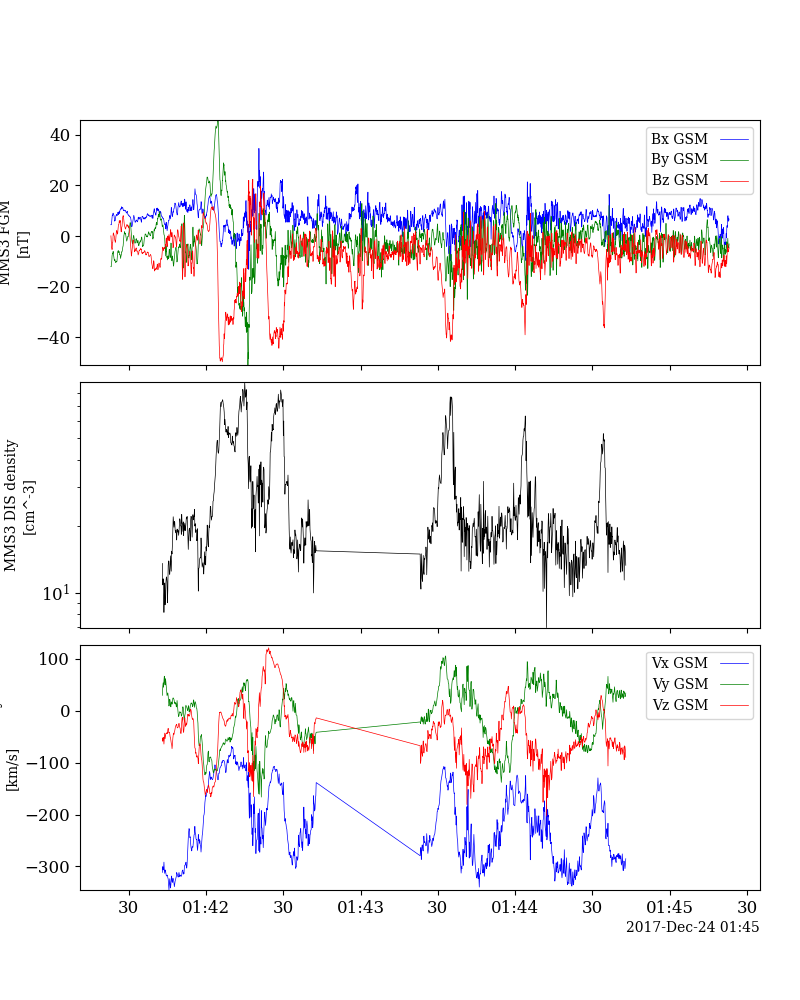 MMS3 FGM
[nT]
40
20
0
−20
−40
Bx GSM
By GSM
Bz GSM
MMS3 DIS density
[cm^-3]
10^1
[km/s]
100
0
−100
−200
−300
Vx GSM
Vy GSM
Vz GSM
30
01:42
30
01:43
30
01:44
30
01:45
30
2017-Dec-24 01:45